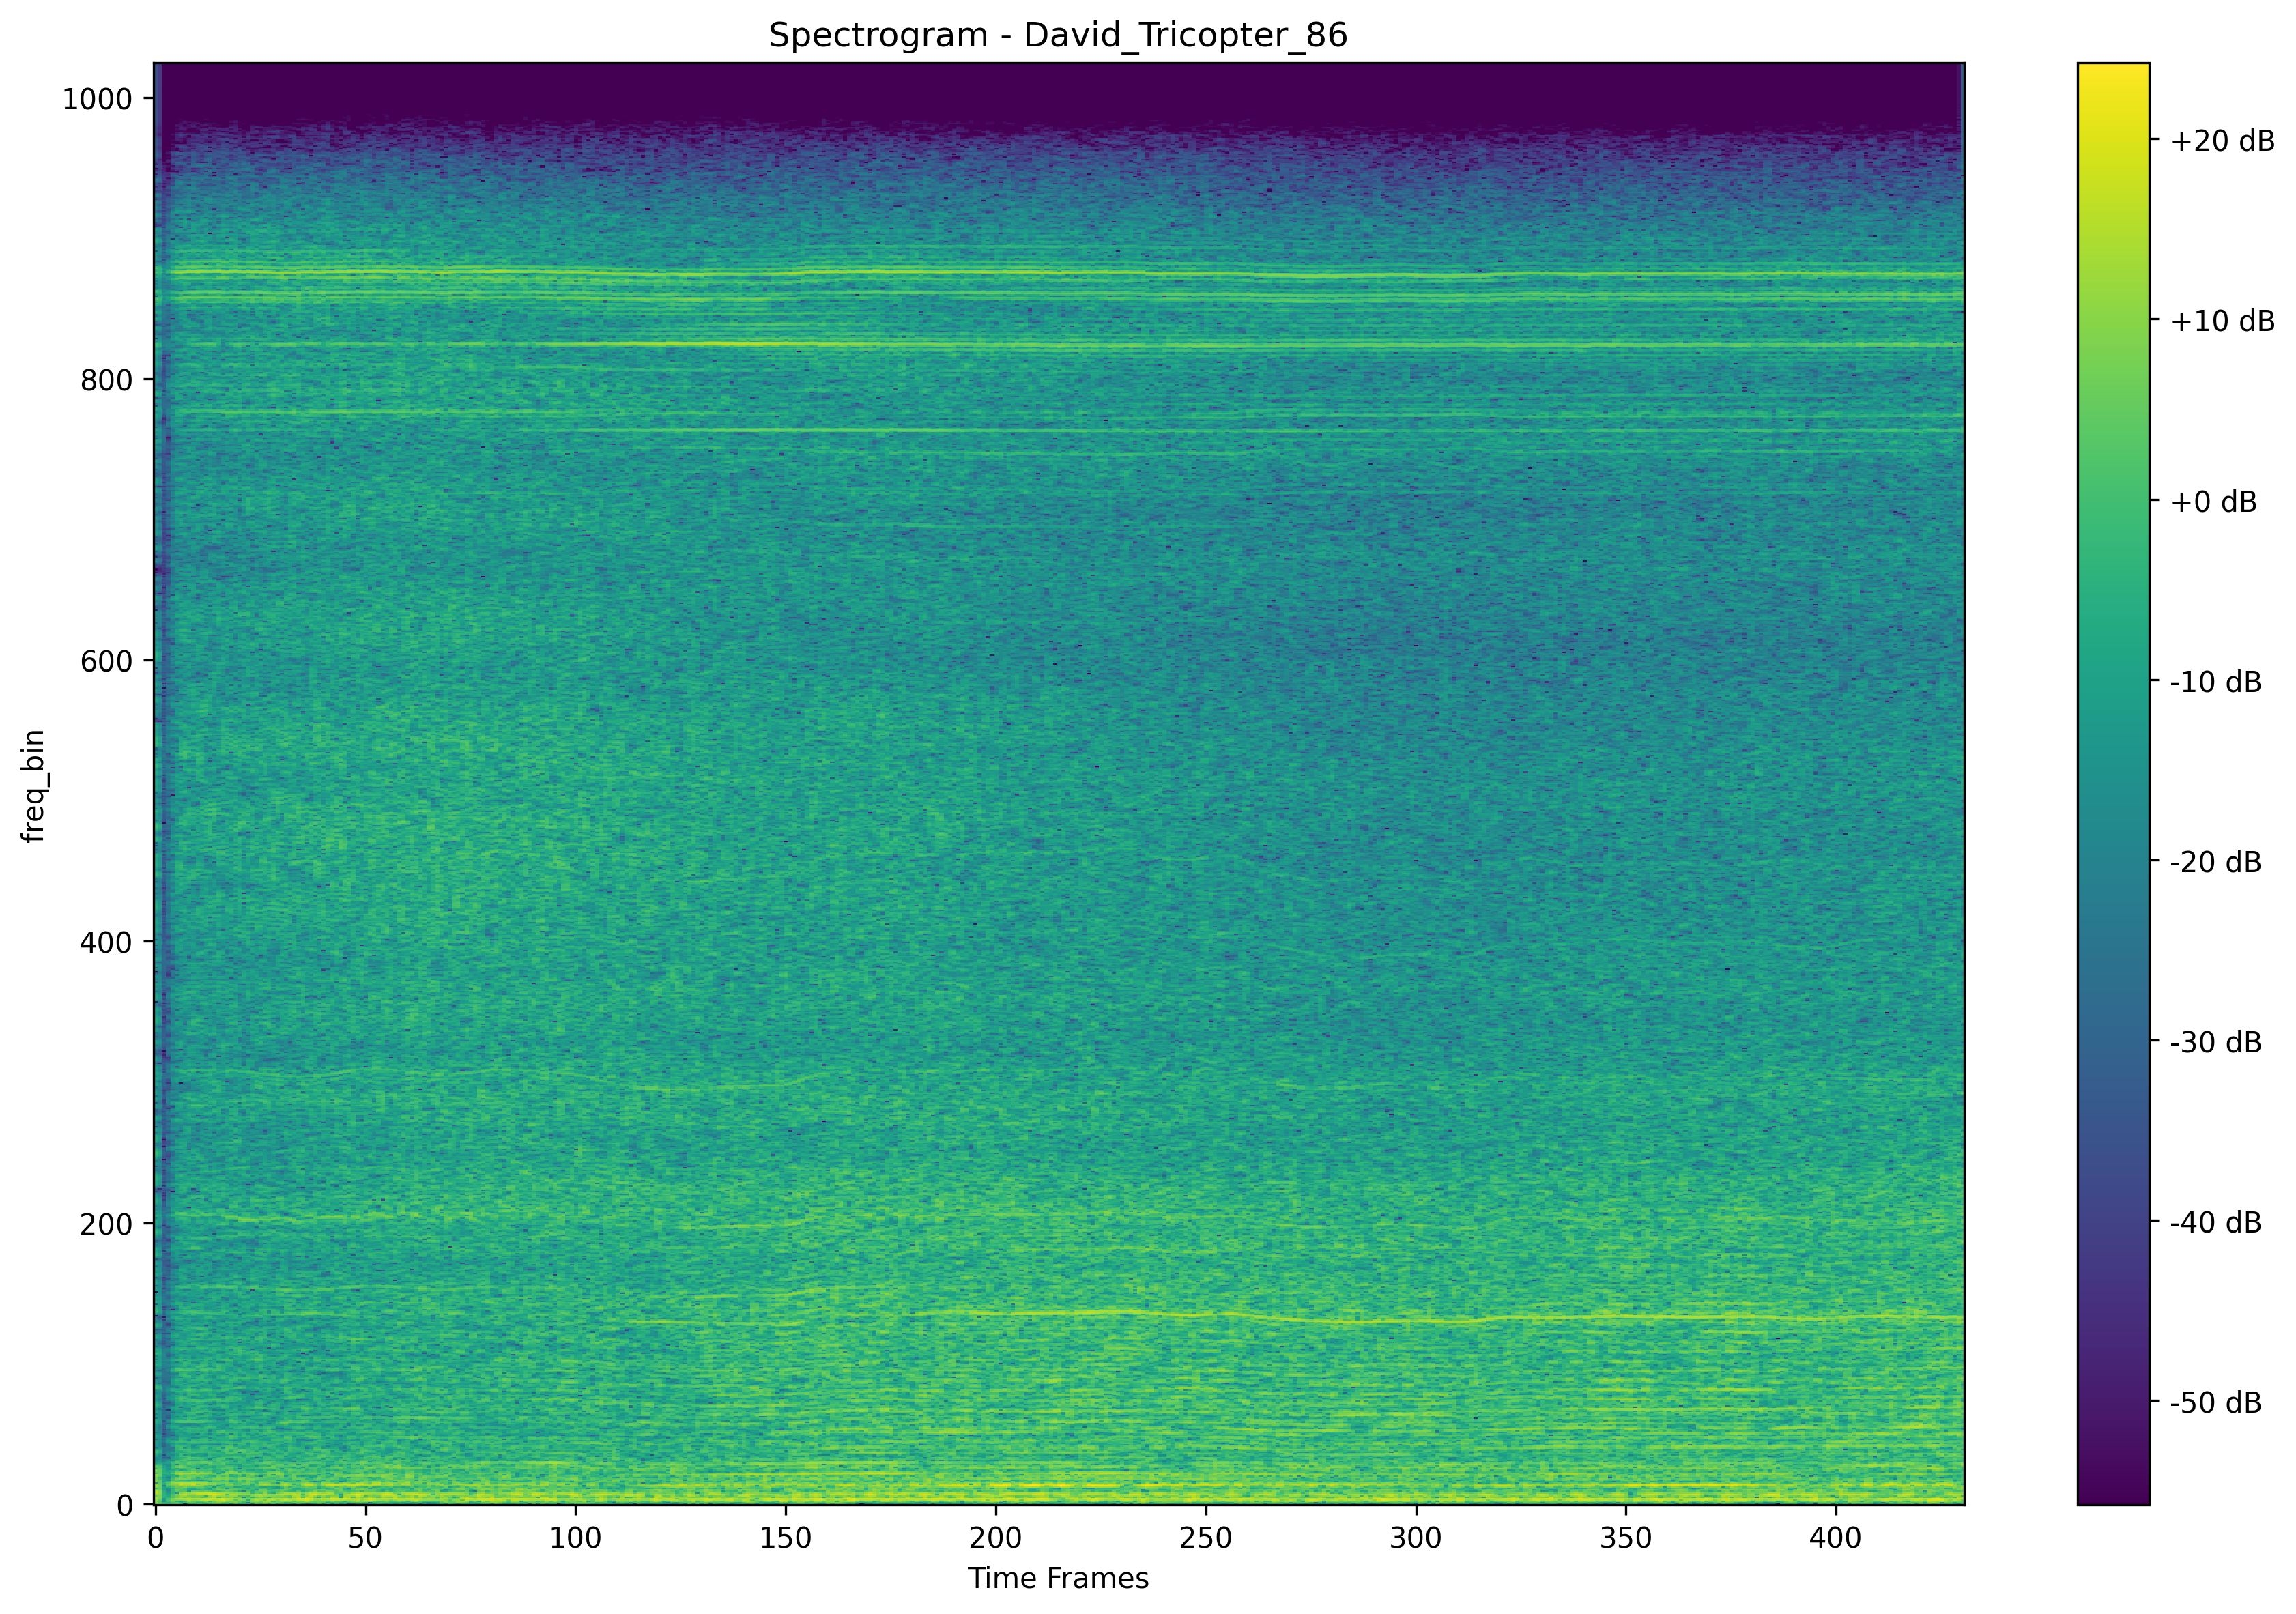 Spectrogram - David_Tricopter_86
1000
800
600
400
200
0
freq_bin
0 50 100 150 200 250 300 350 400
Time Frames
+20 dB
+10 dB
+0 dB
-10 dB
-20 dB
-30 dB
-40 dB
-50 dB